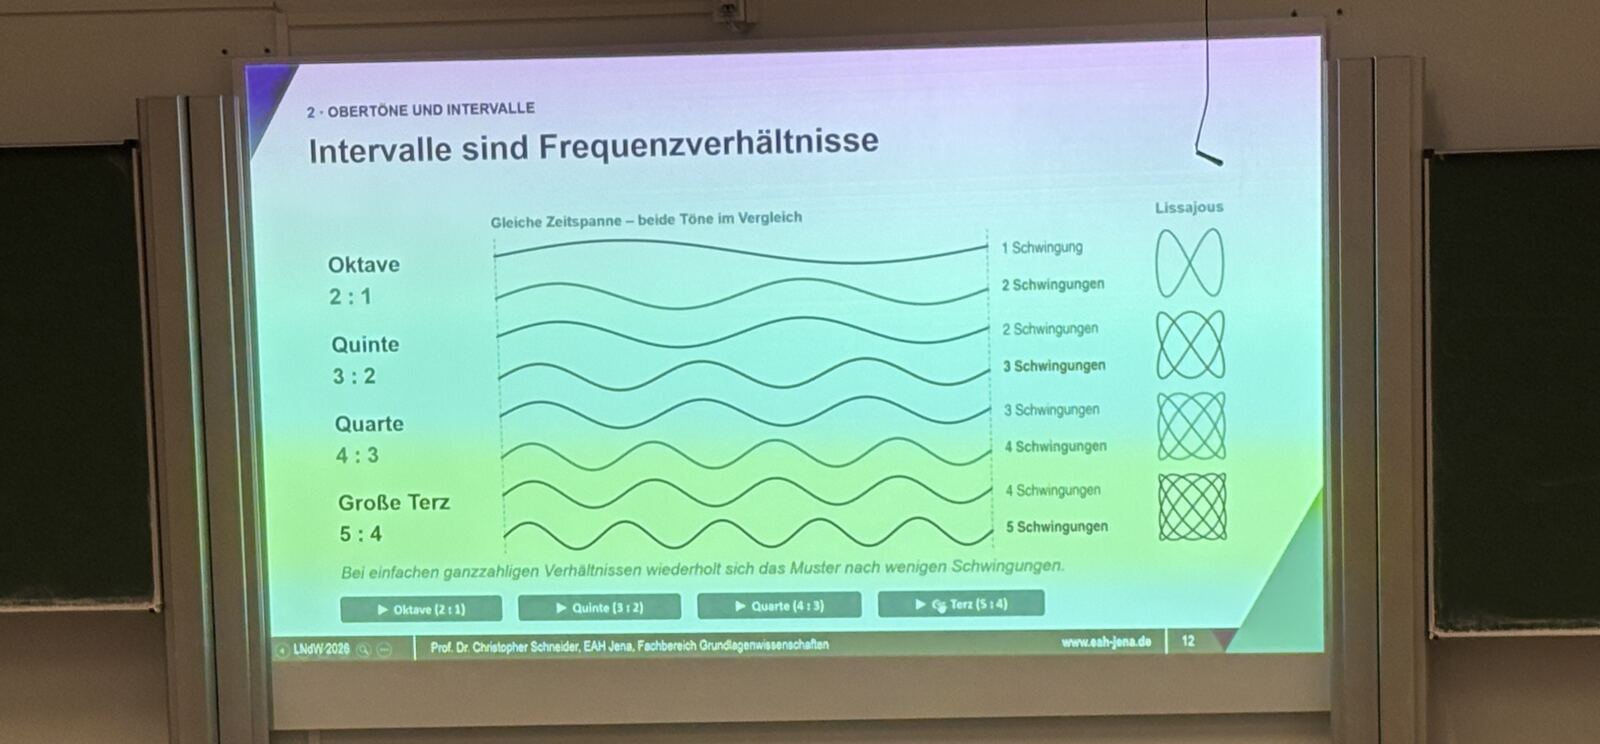 2 · OBERTÖNE UND INTERVALLE
Intervalle sind Frequenzverhältnisse
Gleiche Zeitspanne – beide Töne im Vergleich
Lissajous
Oktave
2 : 1
1 Schwingung
2 Schwingungen
Quinte
3 : 2
2 Schwingungen
3 Schwingungen
Quarte
4 : 3
3 Schwingungen
4 Schwingungen
Große Terz
5 : 4
4 Schwingungen
5 Schwingungen
Bei einfachen ganzzahligen Verhältnissen wiederholt sich das Muster nach wenigen Schwingungen.
▶ Oktave (2 : 1)
▶ Quinte (3 : 2)
▶ Quarte (4 : 3)
▶ Terz (5 : 4)
LNdW 2026
Prof. Dr. Christopher Schneider, EAH Jena, Fachbereich Grundlagenwissenschaften
www.eah-jena.de
12